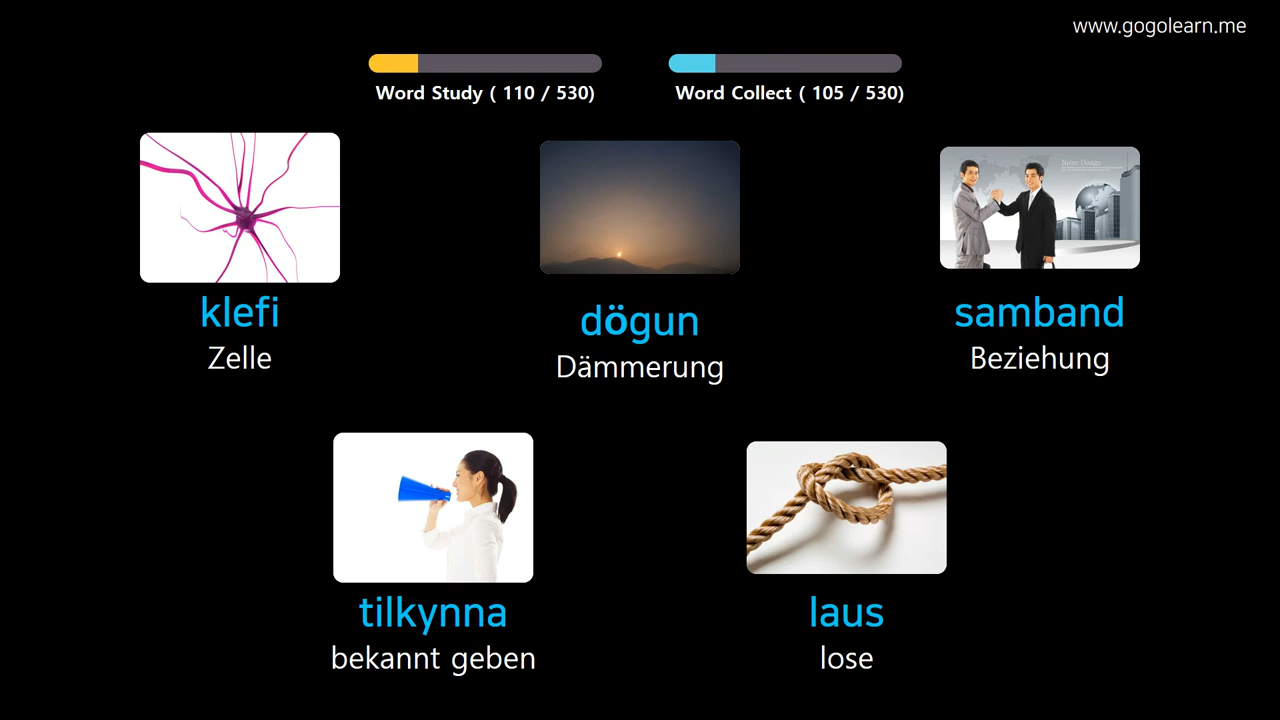 www.gogolearn.me
Word Study ( 110 / 530)
Word Collect ( 105 / 530)
klefi
Zelle
dögun
Dämmerung
samband
Beziehung
tilkynna
bekannt geben
laus
lose